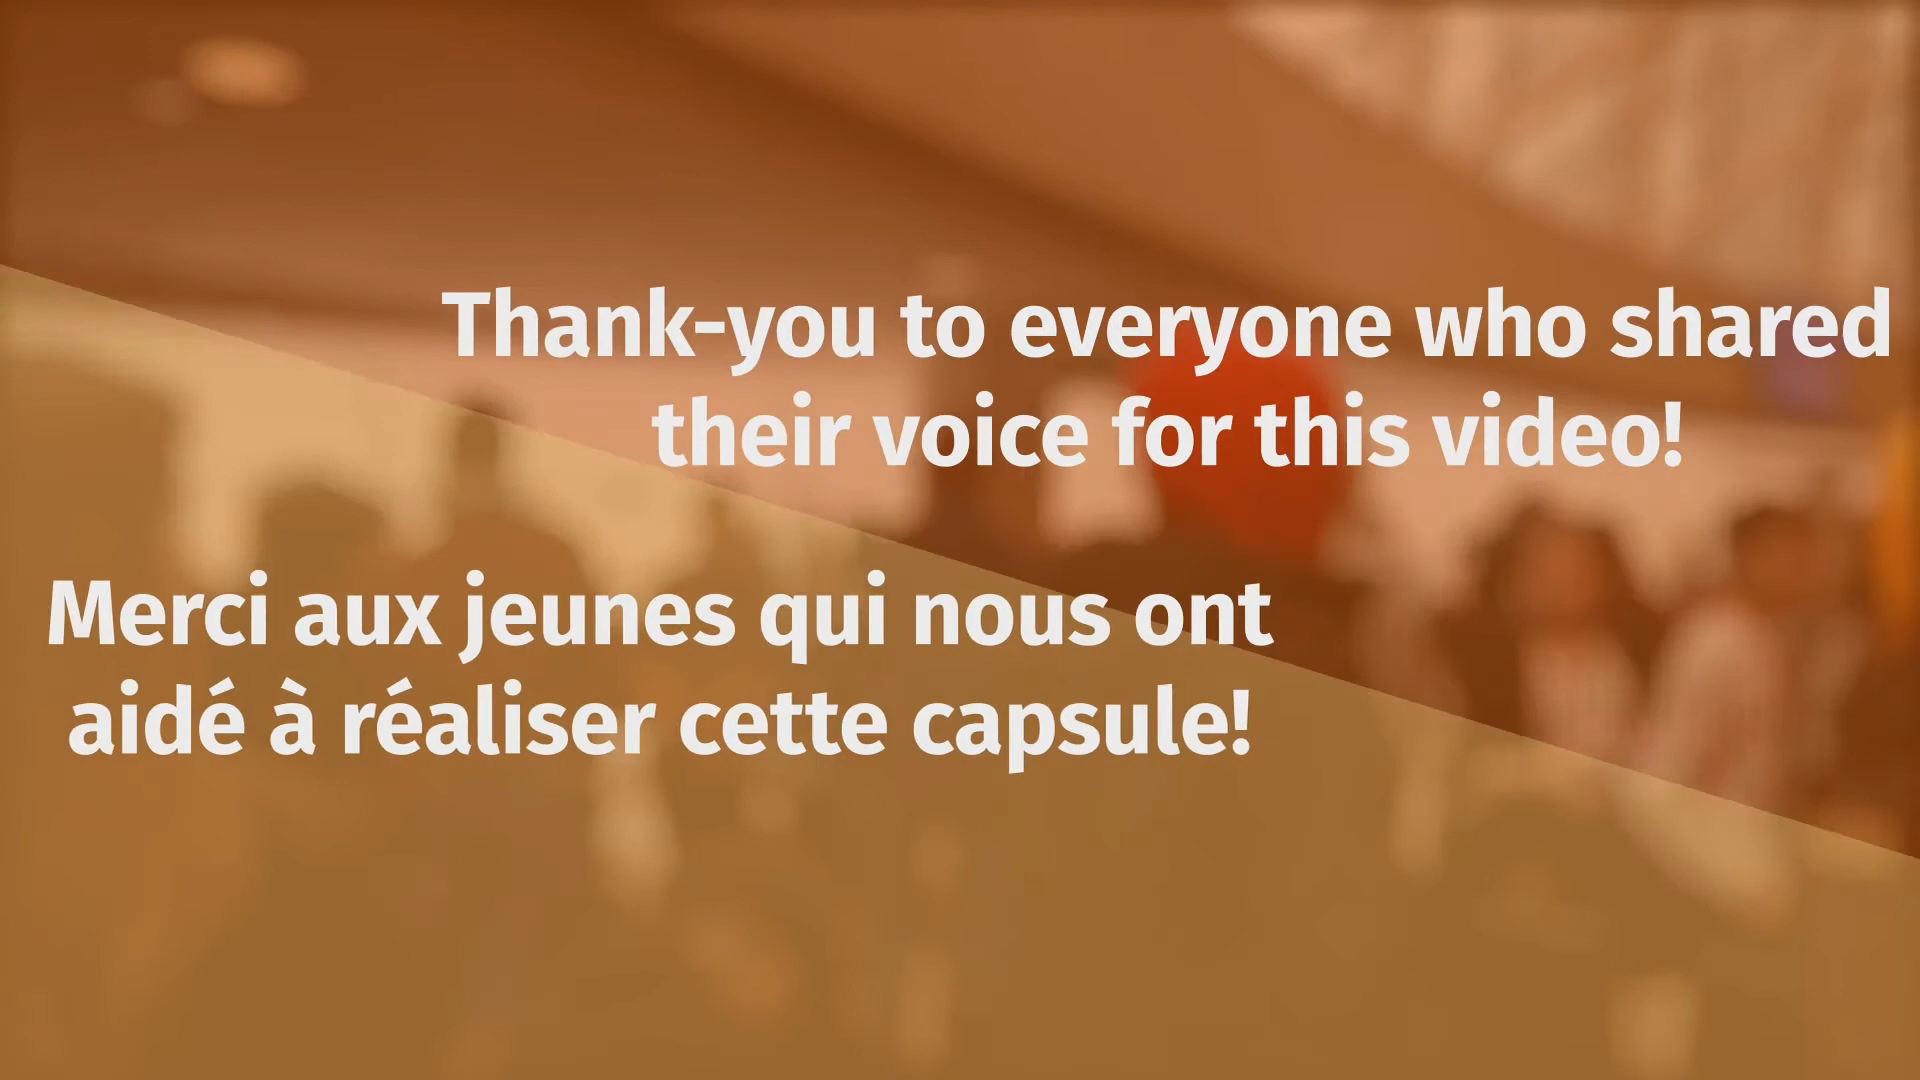 Thank-you to everyone who shared
their voice for this video!
Merci aux jeunes qui nous ont
aidé à réaliser cette capsule!